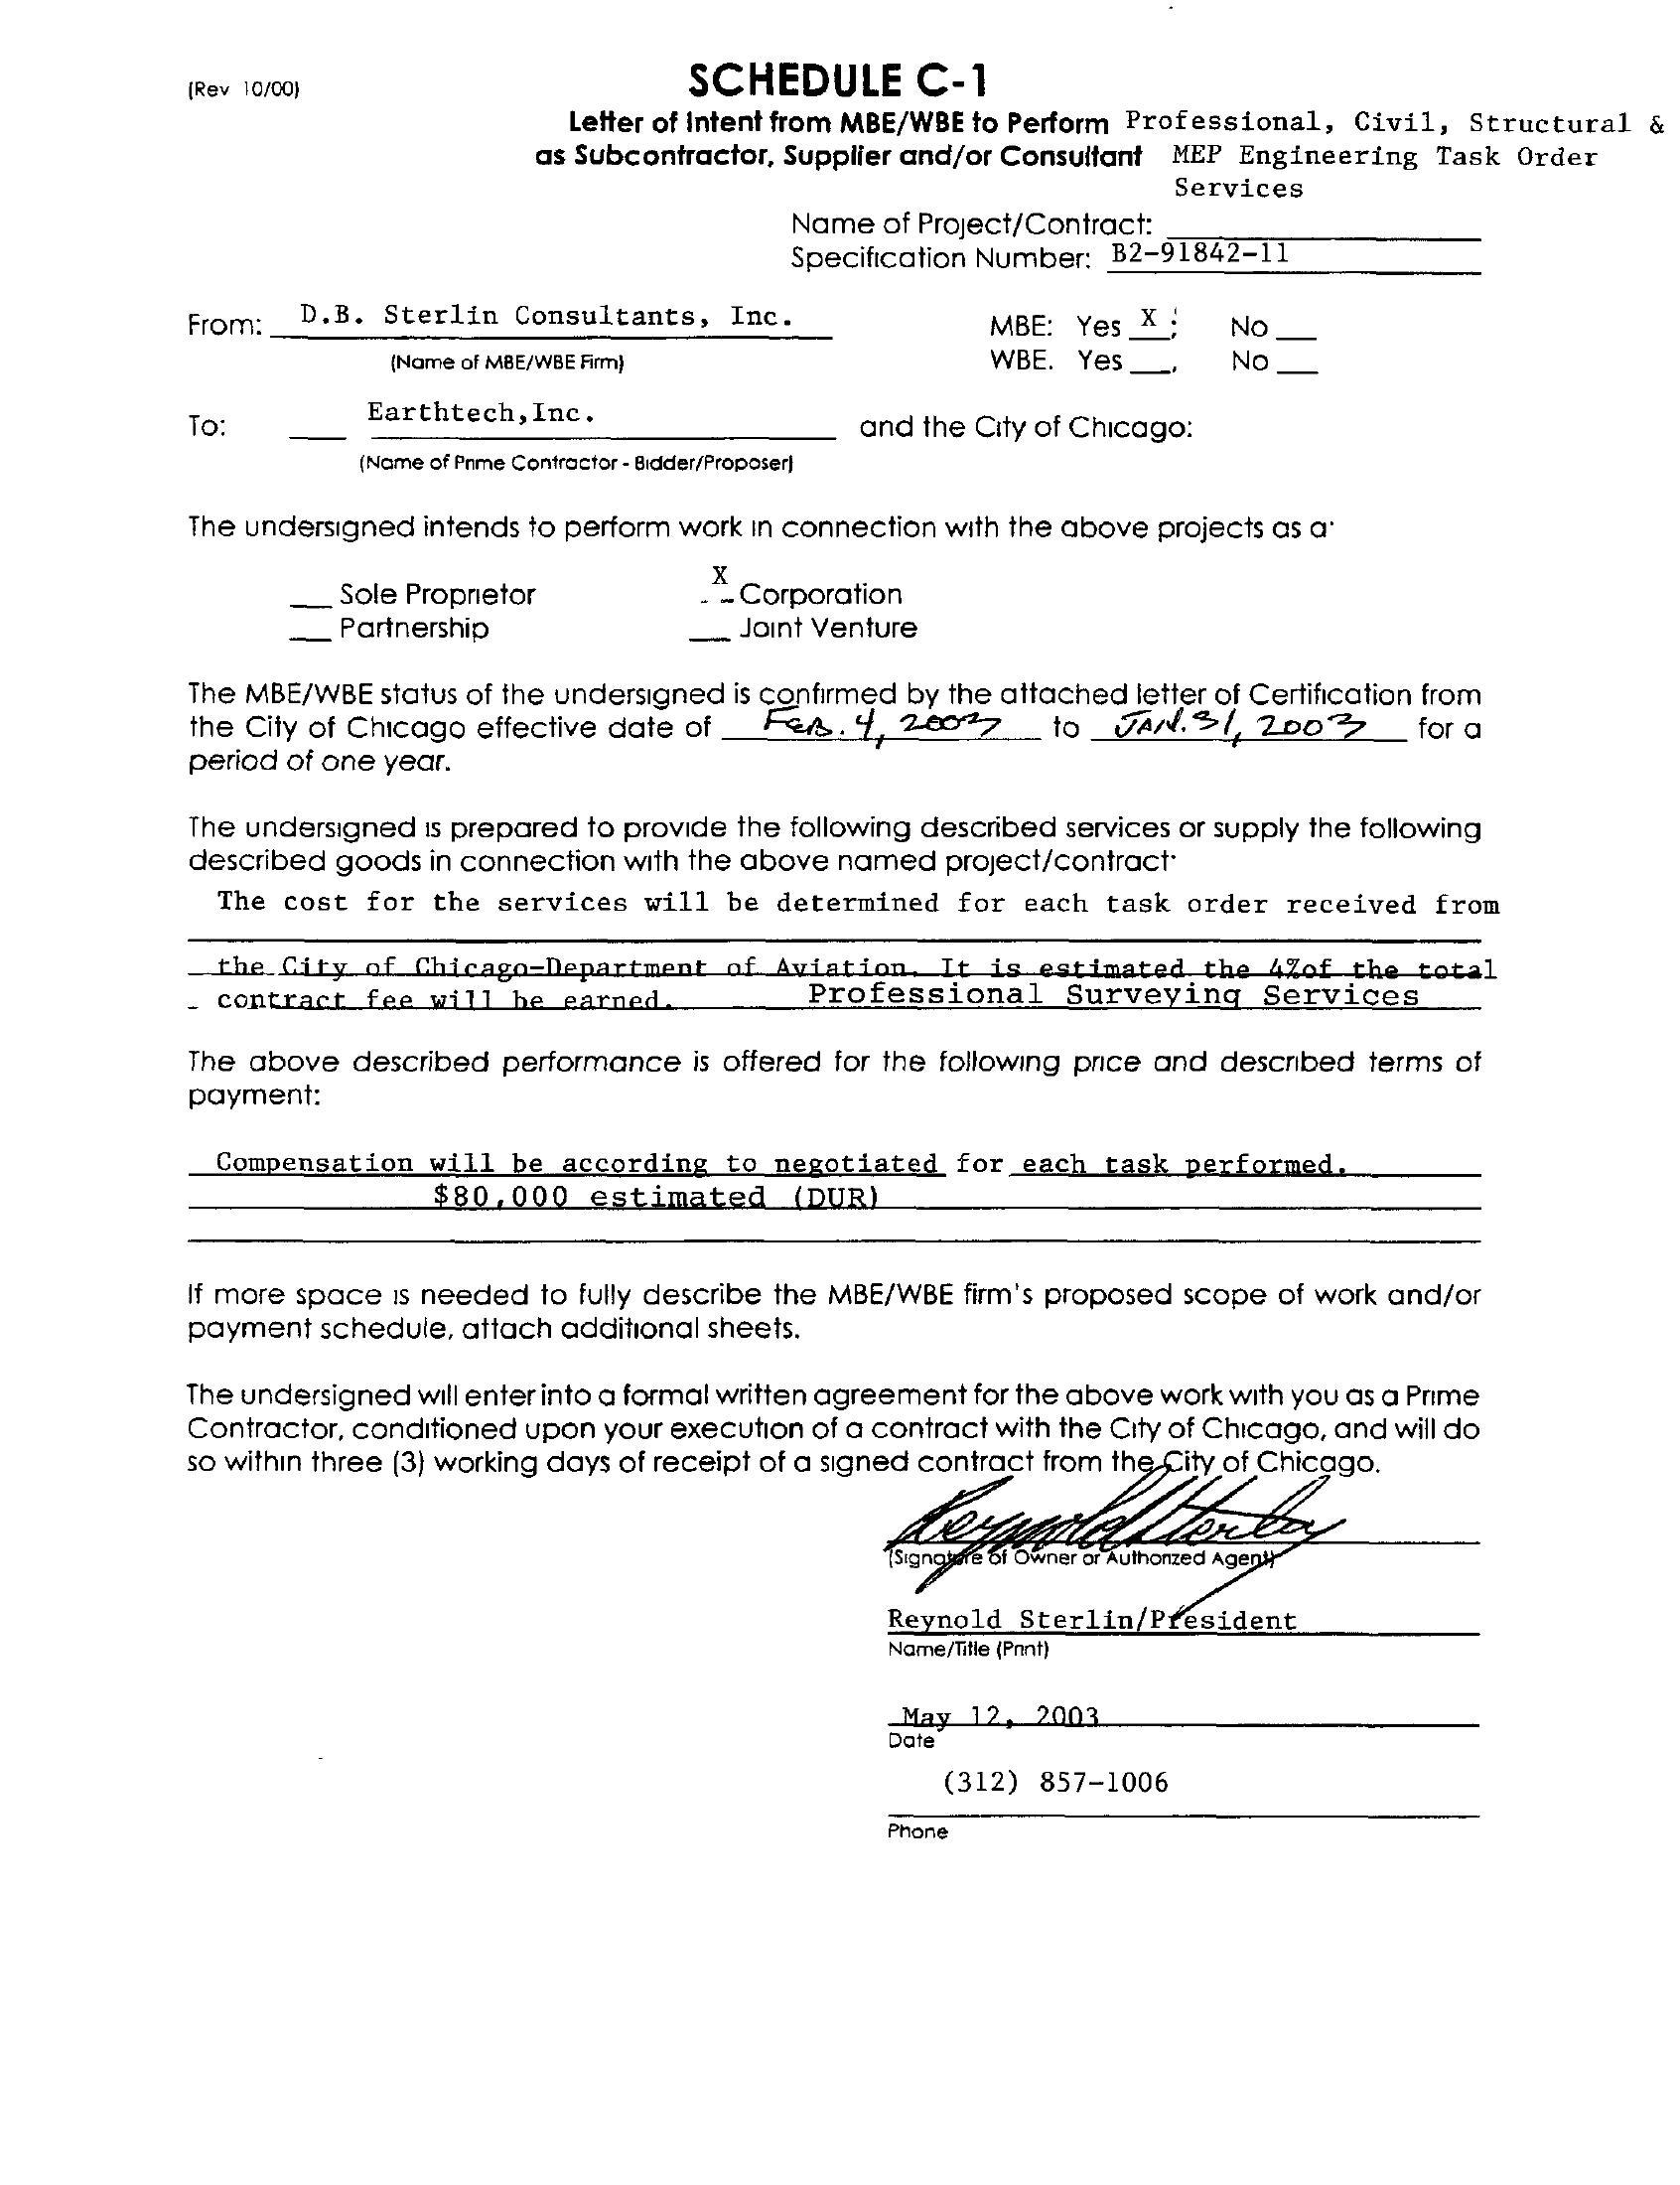 (Rev 10/00)
SCHEDULE C-1
Letter of Intent from MBE/WBE to Perform Professional, Civil, Structural &
as Subcontractor, Supplier and/or Consultant MEP Engineering Task Order
Services
Name of Project/Contract:
Specification Number: B2-91842-11
From: D.B. Sterlin Consultants, Inc. MBE: Yes X ; No
(Name of MBE/WBE Firm) WBE. Yes , No
To: Earthtech,Inc. and the City of Chicago:
(Name of Prime Contractor - Bidder/Proposer)
The undersigned intends to perform work in connection with the above projects as a:
Sole Proprietor X Corporation
Partnership Joint Venture
The MBE/WBE status of the undersigned is confirmed by the attached letter of Certification from
the City of Chicago effective date of FEB. 4, 2003 to JAN. 31, 2003 for a
period of one year.
The undersigned is prepared to provide the following described services or supply the following
described goods in connection with the above named project/contract:
The cost for the services will be determined for each task order received from
the City of Chicago-Department of Aviation. It is estimated the 4%of the total
contract fee will be earned. Professional Surveying Services
The above described performance is offered for the following price and described terms of
payment:
Compensation will be according to negotiated for each task performed.
$80,000 estimated (DUR)
If more space is needed to fully describe the MBE/WBE firm's proposed scope of work and/or
payment schedule, attach additional sheets.
The undersigned will enter into a formal written agreement for the above work with you as a Prime
Contractor, conditioned upon your execution of a contract with the City of Chicago, and will do
so within three (3) working days of receipt of a signed contract from the City of Chicago.
Reynold Sterlin
(Signature of Owner or Authorized Agent)
Reynold Sterlin/President
Name/Title (Print)
May 12, 2003
Date
(312) 857-1006
Phone